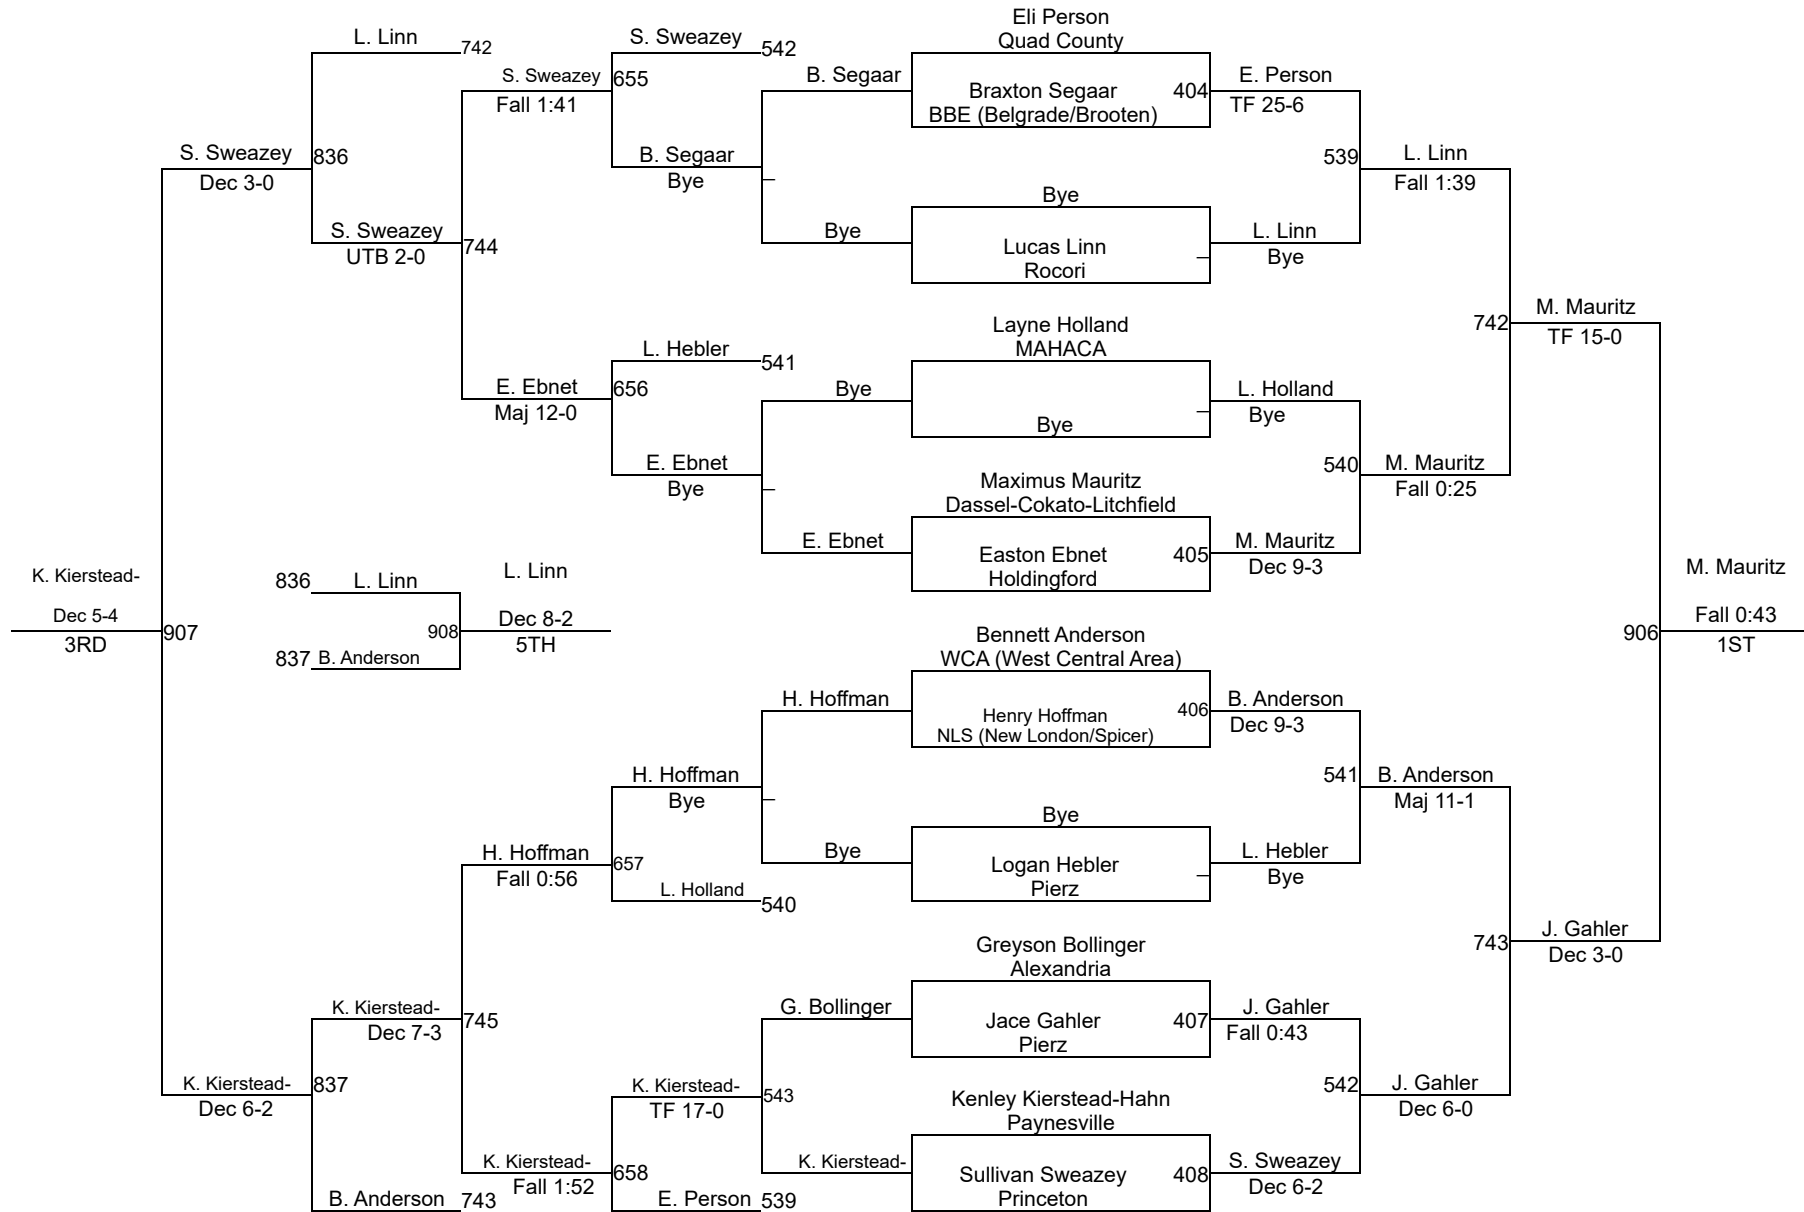 Eli Person
Quad County
L. Linn
742
S. Sweazey
542
S. Sweazey
655
Fall 1:41
B. Segaar
Braxton Segaar
404
BBE (Belgrade/Brooten)
E. Person
TF 25-6
S. Sweazey
836
Dec 3-0
B. Segaar
Bye
539
L. Linn
Fall 1:39
Bye
S. Sweazey
744
UTB 2-0
Bye
Lucas Linn
Rocori
L. Linn
Bye
M. Mauritz
742
TF 15-0
Layne Holland
MAHACA
L. Hebler
541
E. Ebnet
656
Maj 12-0
Bye
Bye
L. Holland
Bye
E. Ebnet
Bye
540
M. Mauritz
Fall 0:25
Maximus Mauritz
Dassel-Cokato-Litchfield
E. Ebnet
Easton Ebnet
405
Holdingford
M. Mauritz
Dec 9-3
K. Kierstead-
Dec 5-4
907
3RD
836
L. Linn
L. Linn
908
Dec 8-2
5TH
837
B. Anderson
M. Mauritz
Fall 0:43
906
1ST
Bennett Anderson
WCA (West Central Area)
H. Hoffman
Henry Hoffman
406
NLS (New London/Spicer)
B. Anderson
Dec 9-3
H. Hoffman
Bye
541
B. Anderson
Maj 11-1
Bye
H. Hoffman
657
Fall 0:56
Bye
Logan Hebler
Pierz
L. Hebler
Bye
L. Holland
540
743
J. Gahler
Dec 3-0
Greyson Bollinger
Alexandria
K. Kierstead-
745
Dec 7-3
G. Bollinger
Jace Gahler
407
Pierz
J. Gahler
Fall 0:43
K. Kierstead-
837
Dec 6-2
K. Kierstead-
543
TF 17-0
542
J. Gahler
Dec 6-0
Kenley Kierstead-Hahn
Paynesville
K. Kierstead-
658
Fall 1:52
K. Kierstead-
Sullivan Sweazey
408
Princeton
S. Sweazey
Dec 6-2
B. Anderson
743
E. Person
539